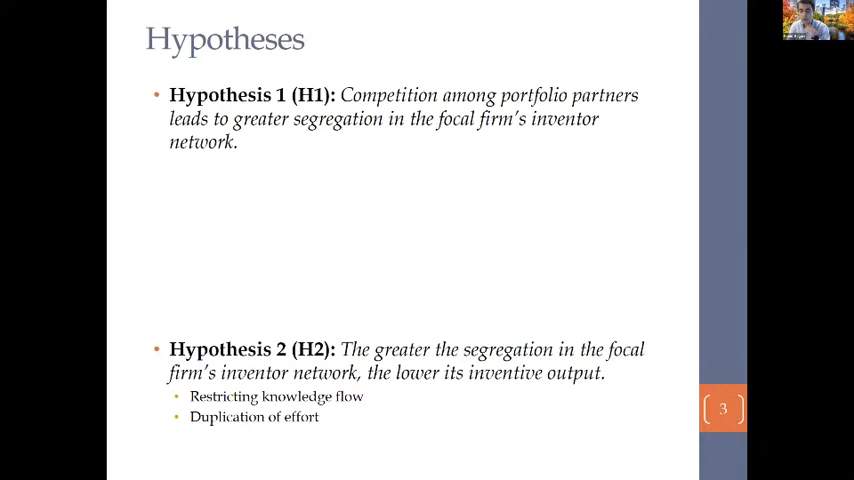 Hypotheses
• Hypothesis 1 (H1): Competition among portfolio partners
leads to greater segregation in the focal firm's inventor
network.
• Hypothesis 2 (H2): The greater the segregation in the focal
firm's inventor network, the lower its inventive output.
• Restricting knowledge flow
• Duplication of effort
3